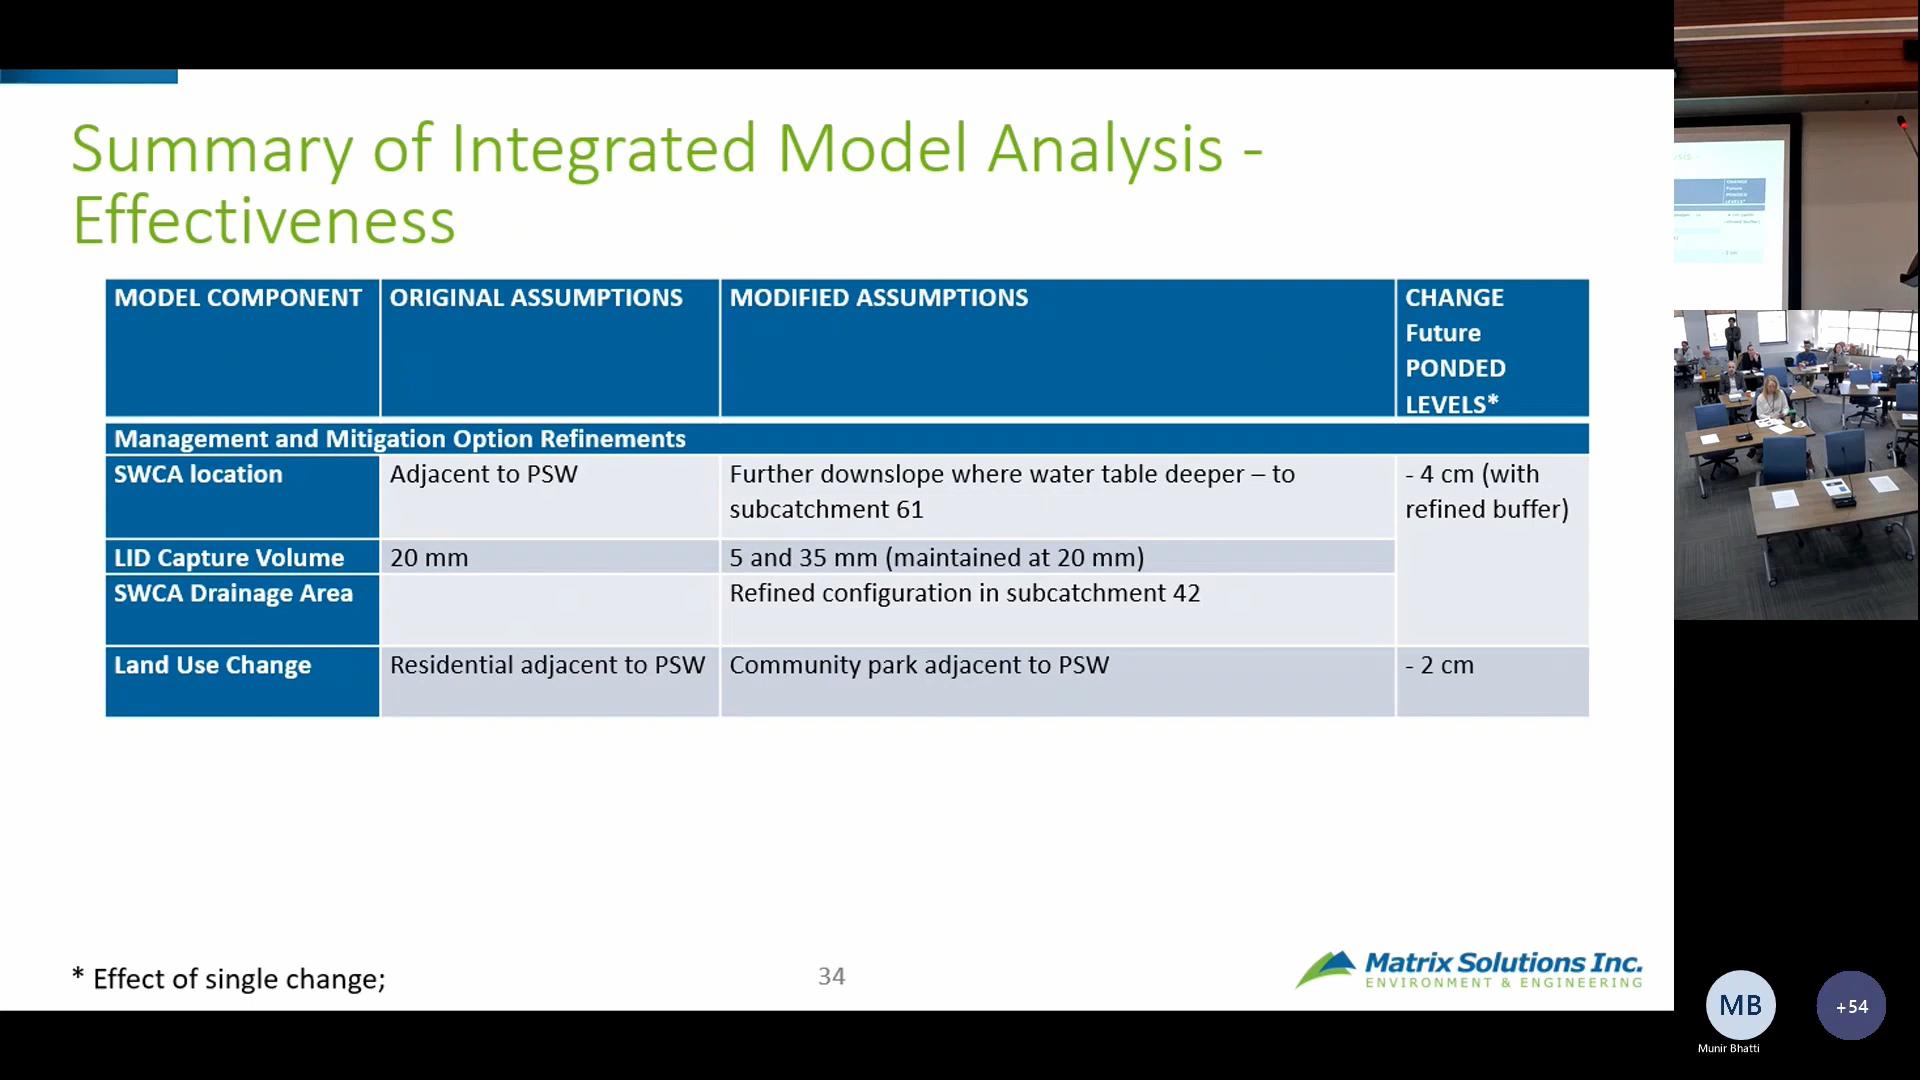 Summary of Integrated Model Analysis -
Effectiveness
MODEL COMPONENT
ORIGINAL ASSUMPTIONS
MODIFIED ASSUMPTIONS
CHANGE
Future
PONDED
LEVELS*
Management and Mitigation Option Refinements
SWCA location
Adjacent to PSW
Further downslope where water table deeper – to
subcatchment 61
- 4 cm (with
refined buffer)
LID Capture Volume
20 mm
5 and 35 mm (maintained at 20 mm)
SWCA Drainage Area
Refined configuration in subcatchment 42
Land Use Change
Residential adjacent to PSW
Community park adjacent to PSW
- 2 cm
* Effect of single change;
34
Matrix Solutions Inc.
ENVIRONMENT & ENGINEERING
CHANGE
Future
PONDED
LEVELS*
MB
+54
Munir Bhatti